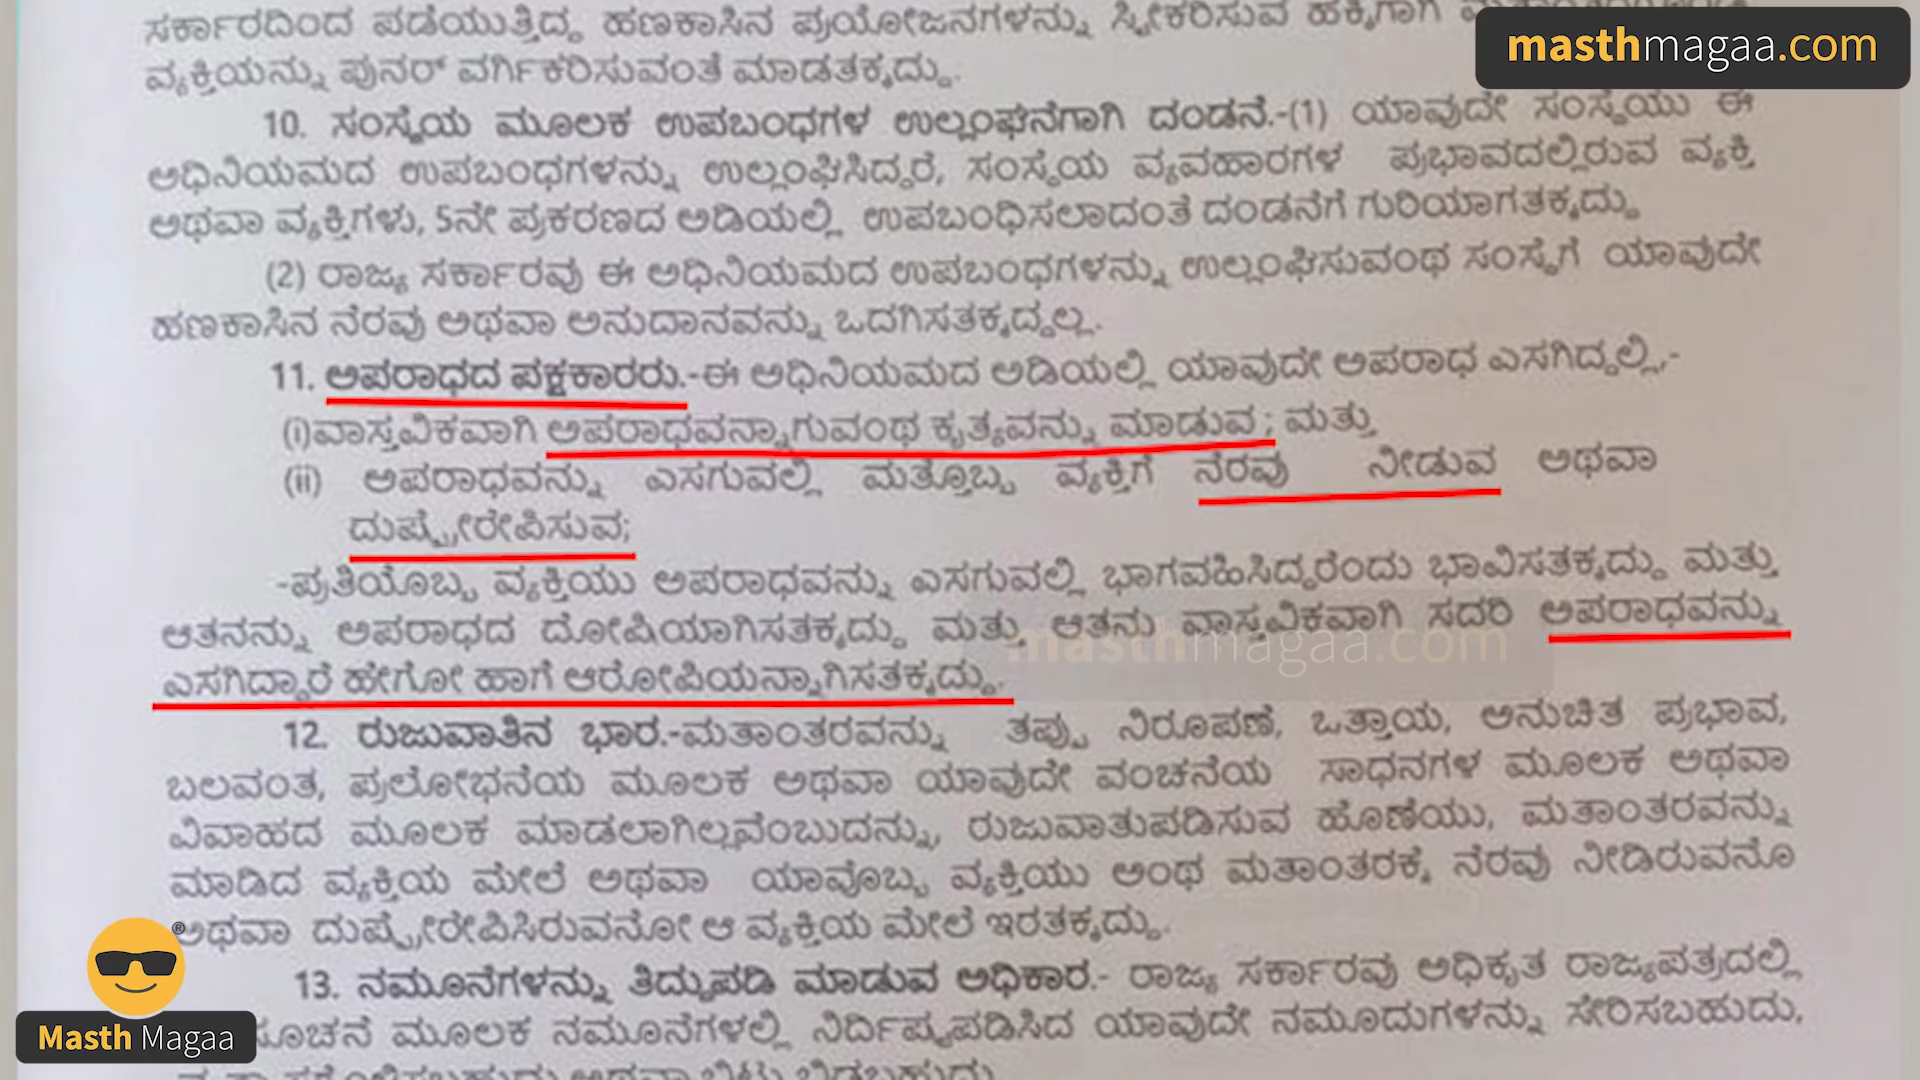 ಸರ್ಕಾರದಿಂದ ಪಡೆಯುತ್ತಿದ್ದ ಹಣಕಾಸಿನ ಪ್ರಯೋಜನಗಳನ್ನು ಸ್ವೀಕರಿಸುವ ಹಕ್ಕಿಗಾಗಿ
masthmagaa.com
ವ್ಯಕ್ತಿಯನ್ನು ಪುನರ್ ವರ್ಗೀಕರಿಸುವಂತೆ ಮಾಡತಕ್ಕದ್ದು.
10. ಸಂಸ್ಥೆಯ ಮೂಲಕ ಉಪಬಂಧಗಳ ಉಲ್ಲಂಘನೆಗಾಗಿ ದಂಡನೆ.-(1) ಯಾವುದೇ ಸಂಸ್ಥೆಯು ಈ
ಅಧಿನಿಯಮದ ಉಪಬಂಧಗಳನ್ನು ಉಲ್ಲಂಘಿಸಿದ್ದರೆ, ಸಂಸ್ಥೆಯ ವ್ಯವಹಾರಗಳ ಪ್ರಭಾವದಲ್ಲಿರುವ ವ್ಯಕ್ತಿ
ಅಥವಾ ವ್ಯಕ್ತಿಗಳು, 5ನೇ ಪ್ರಕರಣದ ಅಡಿಯಲ್ಲಿ ಉಪಬಂಧಿಸಲಾದಂತೆ ದಂಡನೆಗೆ ಗುರಿಯಾಗತಕ್ಕದ್ದು
(2) ರಾಜ್ಯ ಸರ್ಕಾರವು ಈ ಅಧಿನಿಯಮದ ಉಪಬಂಧಗಳನ್ನು ಉಲ್ಲಂಘಿಸುವಂಥ ಸಂಸ್ಥೆಗೆ ಯಾವುದೇ
ಹಣಕಾಸಿನ ನೆರವು ಅಥವಾ ಅನುದಾನವನ್ನು ಒದಗಿಸತಕ್ಕದ್ದಲ್ಲ.
11. ಅಪರಾಧದ ಪಕ್ಷಕಾರರು.-ಈ ಅಧಿನಿಯಮದ ಅಡಿಯಲ್ಲಿ ಯಾವುದೇ ಅಪರಾಧ ಎಸಗಿದ್ದಲ್ಲಿ,-
(i)ವಾಸ್ತವಿಕವಾಗಿ ಅಪರಾಧವನ್ನಾಗುವಂಥ ಕೃತ್ಯವನ್ನು ಮಾಡುವ; ಮತ್ತು
(ii) ಅಪರಾಧವನ್ನು ಎಸಗುವಲ್ಲಿ ಮತ್ತೊಬ್ಬ ವ್ಯಕ್ತಿಗೆ ನೆರವು ನೀಡುವ ಅಥವಾ
ದುಷ್ಪ್ರೇರೇಪಿಸುವ;
-ಪ್ರತಿಯೊಬ್ಬ ವ್ಯಕ್ತಿಯು ಅಪರಾಧವನ್ನು ಎಸಗುವಲ್ಲಿ ಭಾಗವಹಿಸಿದ್ದರೆಂದು ಭಾವಿಸತಕ್ಕದ್ದು ಮತ್ತು
ಆತನನ್ನು ಅಪರಾಧದ ದೋಷಿಯಾಗಿಸತಕ್ಕದ್ದು ಮತ್ತು ಆತನು ವಾಸ್ತವಿಕವಾಗಿ ಸದರಿ ಅಪರಾಧವನ್ನು
masthmagaa.com
ಎಸಗಿದ್ದಾರೆ ಹೇಗೋ ಹಾಗೆ ಆರೋಪಿಯನ್ನಾಗಿಸತಕ್ಕದ್ದು.
12. ರುಜುವಾತಿನ ಭಾರ.-ಮತಾಂತರವನ್ನು ತಪ್ಪು ನಿರೂಪಣೆ, ಒತ್ತಾಯ, ಅನುಚಿತ ಪ್ರಭಾವ,
ಬಲವಂತ, ಪ್ರಲೋಭನೆಯ ಮೂಲಕ ಅಥವಾ ಯಾವುದೇ ವಂಚನೆಯ ಸಾಧನಗಳ ಮೂಲಕ ಅಥವಾ
ವಿವಾಹದ ಮೂಲಕ ಮಾಡಲಾಗಿಲ್ಲವೆಂಬುದನ್ನು, ರುಜುವಾತುಪಡಿಸುವ ಹೊಣೆಯು, ಮತಾಂತರವನ್ನು
ಮಾಡಿದ ವ್ಯಕ್ತಿಯ ಮೇಲೆ ಅಥವಾ ಯಾವೊಬ್ಬ ವ್ಯಕ್ತಿಯು ಅಂಥ ಮತಾಂತರಕ್ಕೆ ನೆರವು ನೀಡಿರುವನೊ
ಅಥವಾ ದುಷ್ಪ್ರೇರೇಪಿಸಿರುವನೋ ಆ ವ್ಯಕ್ತಿಯ ಮೇಲೆ ಇರತಕ್ಕದ್ದು.
13. ನಮೂನೆಗಳನ್ನು ತಿದ್ದುಪಡಿ ಮಾಡುವ ಅಧಿಕಾರ.- ರಾಜ್ಯ ಸರ್ಕಾರವು ಅಧಿಕೃತ ರಾಜ್ಯಪತ್ರದಲ್ಲಿ
ಮೂಲಕ ನಮೂನೆಗಳಲ್ಲಿ ನಿರ್ದಿಷ್ಟಪಡಿಸಿದ ಯಾವುದೇ ನಮೂದುಗಳನ್ನು ಸೇರಿಸಬಹುದು,
Masth Magaa